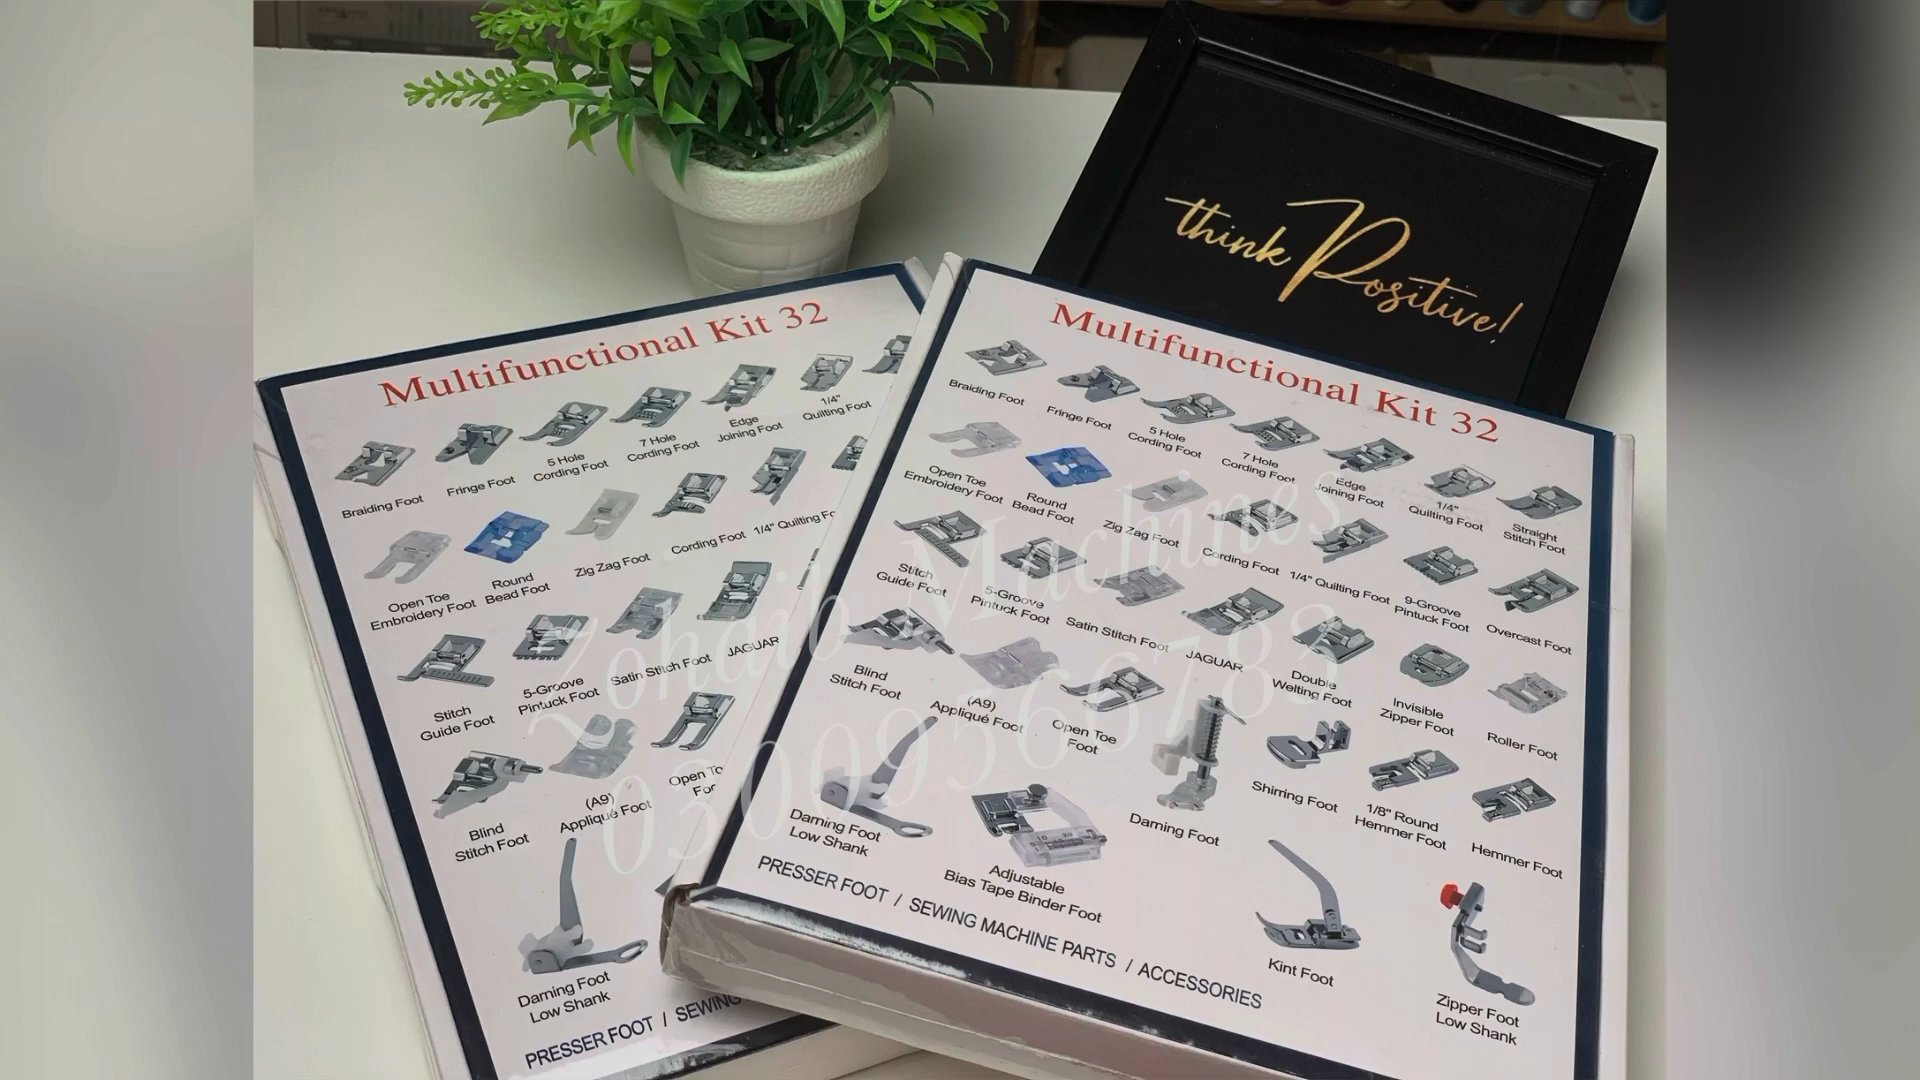 think Positive!
Multifunctional Kit 32
Braiding Foot
Fringe Foot
5 Hole
Cording Foot
7 Hole
Cording Foot
Edge
Joining Foot
1/4"
Quilting Foot
Open Toe
Embroidery Foot
Round
Bead Foot
Zig Zag Foot
Cording Foot
1/4" Quilting Fo
Stitch
Guide Foot
5-Groove
Pintuck Foot
Satin Stitch Foot
JAGUAR
Blind
Stitch Foot
(A9)
Appliqué Foot
Open To
Foo
Darning Foot
Low Shank
PRESSER FOOT / SEWING
Multifunctional Kit 32
Braiding Foot
Fringe Foot
5 Hole
Cording Foot
7 Hole
Cording Foot
Edge
Joining Foot
1/4"
Quilting Foot
Straight
Stitch Foot
Open Toe
Embroidery Foot
Round
Bead Foot
Zig Zag Foot
Cording Foot
1/4" Quilting Foot
9-Groove
Pintuck Foot
Overcast Foot
Stitch
Guide Foot
5-Groove
Pintuck Foot
Satin Stitch Foot
JAGUAR
Double
Welting Foot
Invisible
Zipper Foot
Roller Foot
Blind
Stitch Foot
(A9)
Appliqué Foot
Open Toe
Foot
Darning Foot
Shirring Foot
1/8" Round
Hemmer Foot
Hemmer Foot
Darning Foot
Low Shank
Adjustable
Bias Tape Binder Foot
Kint Foot
Zipper Foot
Low Shank
PRESSER FOOT / SEWING MACHINE PARTS / ACCESSORIES
Zohaib Machines
03009566783